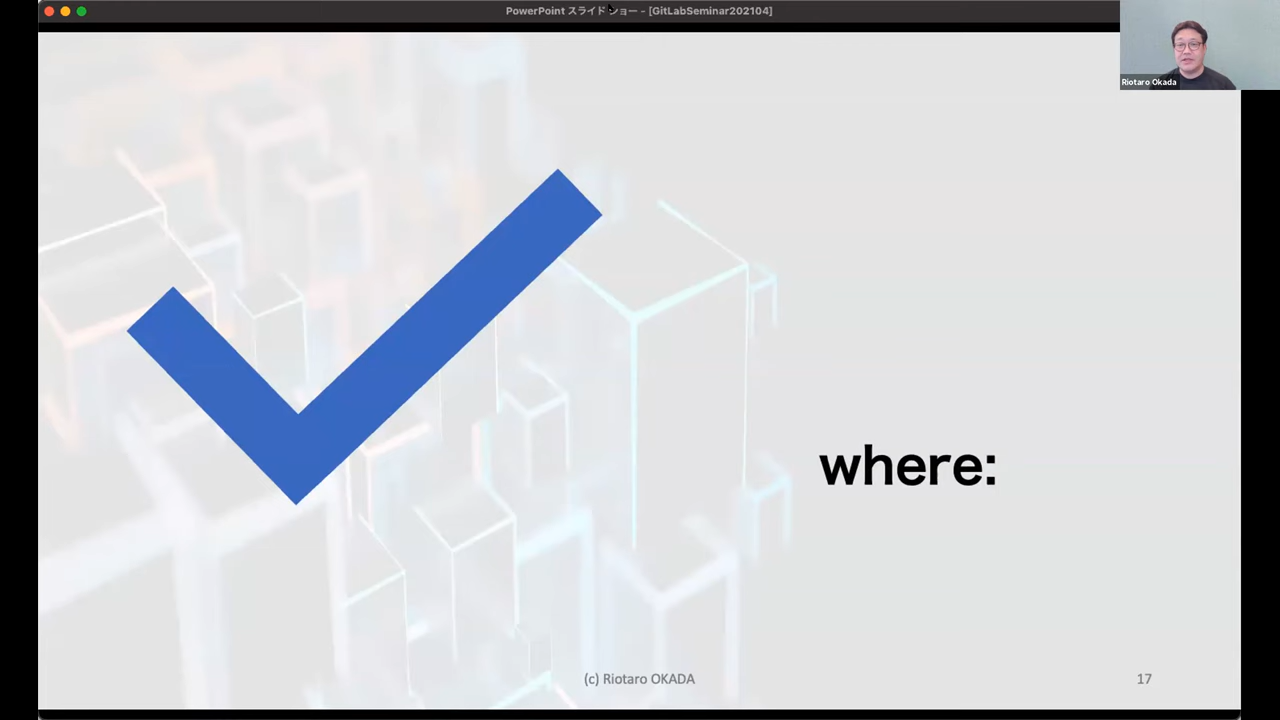 PowerPoint スライド ショー - [GitLabSeminar202104]
Riotaro Okada
where:
(c) Riotaro OKADA
17